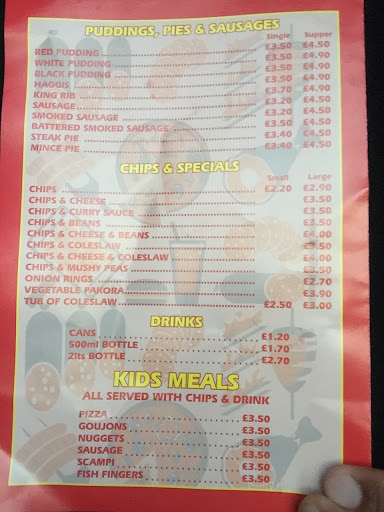 PUDDINGS, PIES & SAUSAGES
Single Supper
RED PUDDING £3.50 £4.50
WHITE PUDDING £3.50 £4.90
BLACK PUDDING £3.50 £4.90
HAGGIS £3.50 £4.90
KING RIB £3.70 £4.90
SAUSAGE £3.20 £4.50
SMOKED SAUSAGE £3.20 £4.50
BATTERED SMOKED SAUSAGE £3.50 £4.50
STEAK PIE £3.40 £4.50
MINCE PIE £3.40 £4.50
CHIPS & SPECIALS
Small Large
CHIPS £2.20 £2.90
CHIPS & CHEESE £3.50
CHIPS & CURRY SAUCE £3.50
CHIPS & BEANS £3.50
CHIPS & CHEESE & BEANS £4.00
CHIPS & COLESLAW £3.50
CHIPS & CHEESE & COLESLAW £4.00
CHIPS & MUSHY PEAS £3.50
ONION RINGS £2.70
VEGETABLE PAKORA £3.90
TUB OF COLESLAW £2.50 £3.00
DRINKS
CANS £1.20
500ml BOTTLE £1.70
2lts BOTTLE £2.70
KIDS MEALS
ALL SERVED WITH CHIPS & DRINK
PIZZA £3.50
GOUJONS £3.50
NUGGETS £3.50
SAUSAGE £3.50
SCAMPI £3.50
FISH FINGERS £3.50